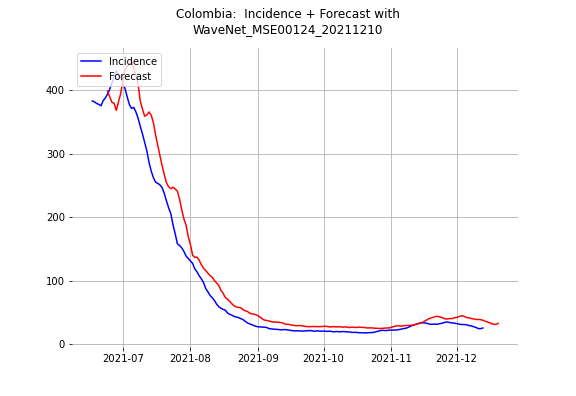 Colombia:  Incidence + Forecast with
WaveNet_MSE00124_20211210
Incidence
Forecast
400
300
200
100
0
2021-07 2021-08 2021-09 2021-10 2021-11 2021-12